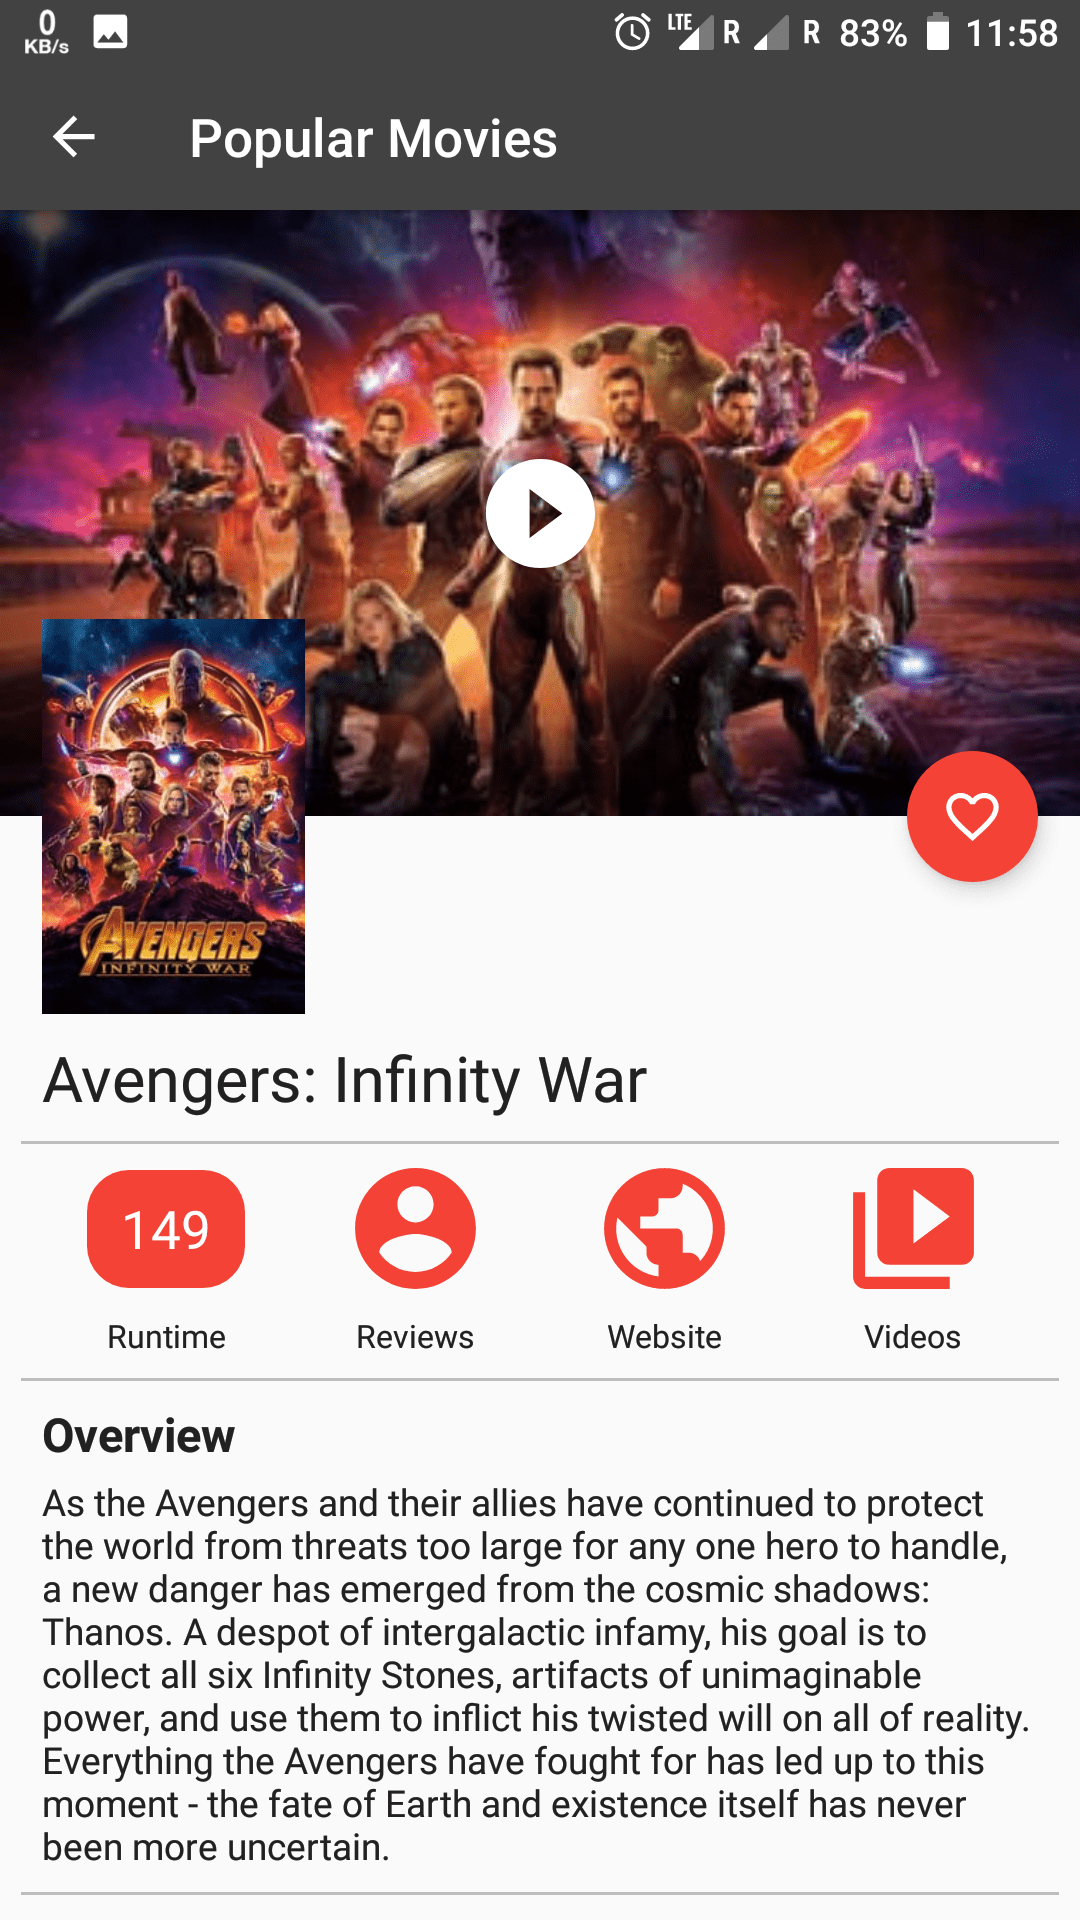 0
KB/s
LTE
R
R
83%
11:58
Popular Movies
AVENGERS
INFINITY WAR
Avengers: Infinity War
149
Runtime
Reviews
Website
Videos
Overview
As the Avengers and their allies have continued to protect
the world from threats too large for any one hero to handle,
a new danger has emerged from the cosmic shadows:
Thanos. A despot of intergalactic infamy, his goal is to
collect all six Infinity Stones, artifacts of unimaginable
power, and use them to inflict his twisted will on all of reality.
Everything the Avengers have fought for has led up to this
moment - the fate of Earth and existence itself has never
been more uncertain.